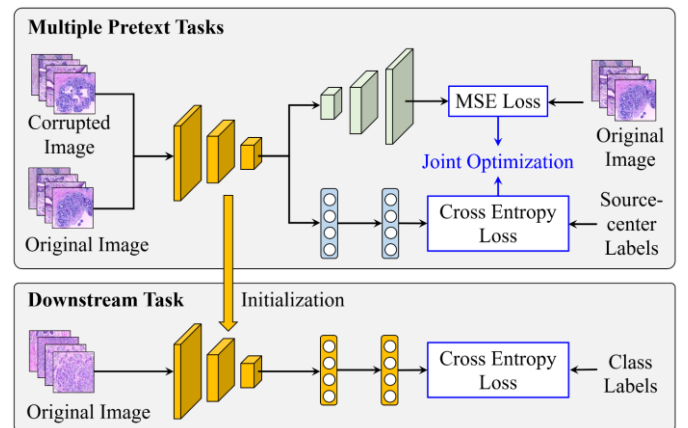 Multiple Pretext Tasks
Corrupted
Image
Original Image
MSE Loss
Original
Image
Joint Optimization
Cross Entropy
Loss
Source-
center
Labels
Initialization
Downstream Task
Original Image
Cross Entropy
Loss
Class
Labels